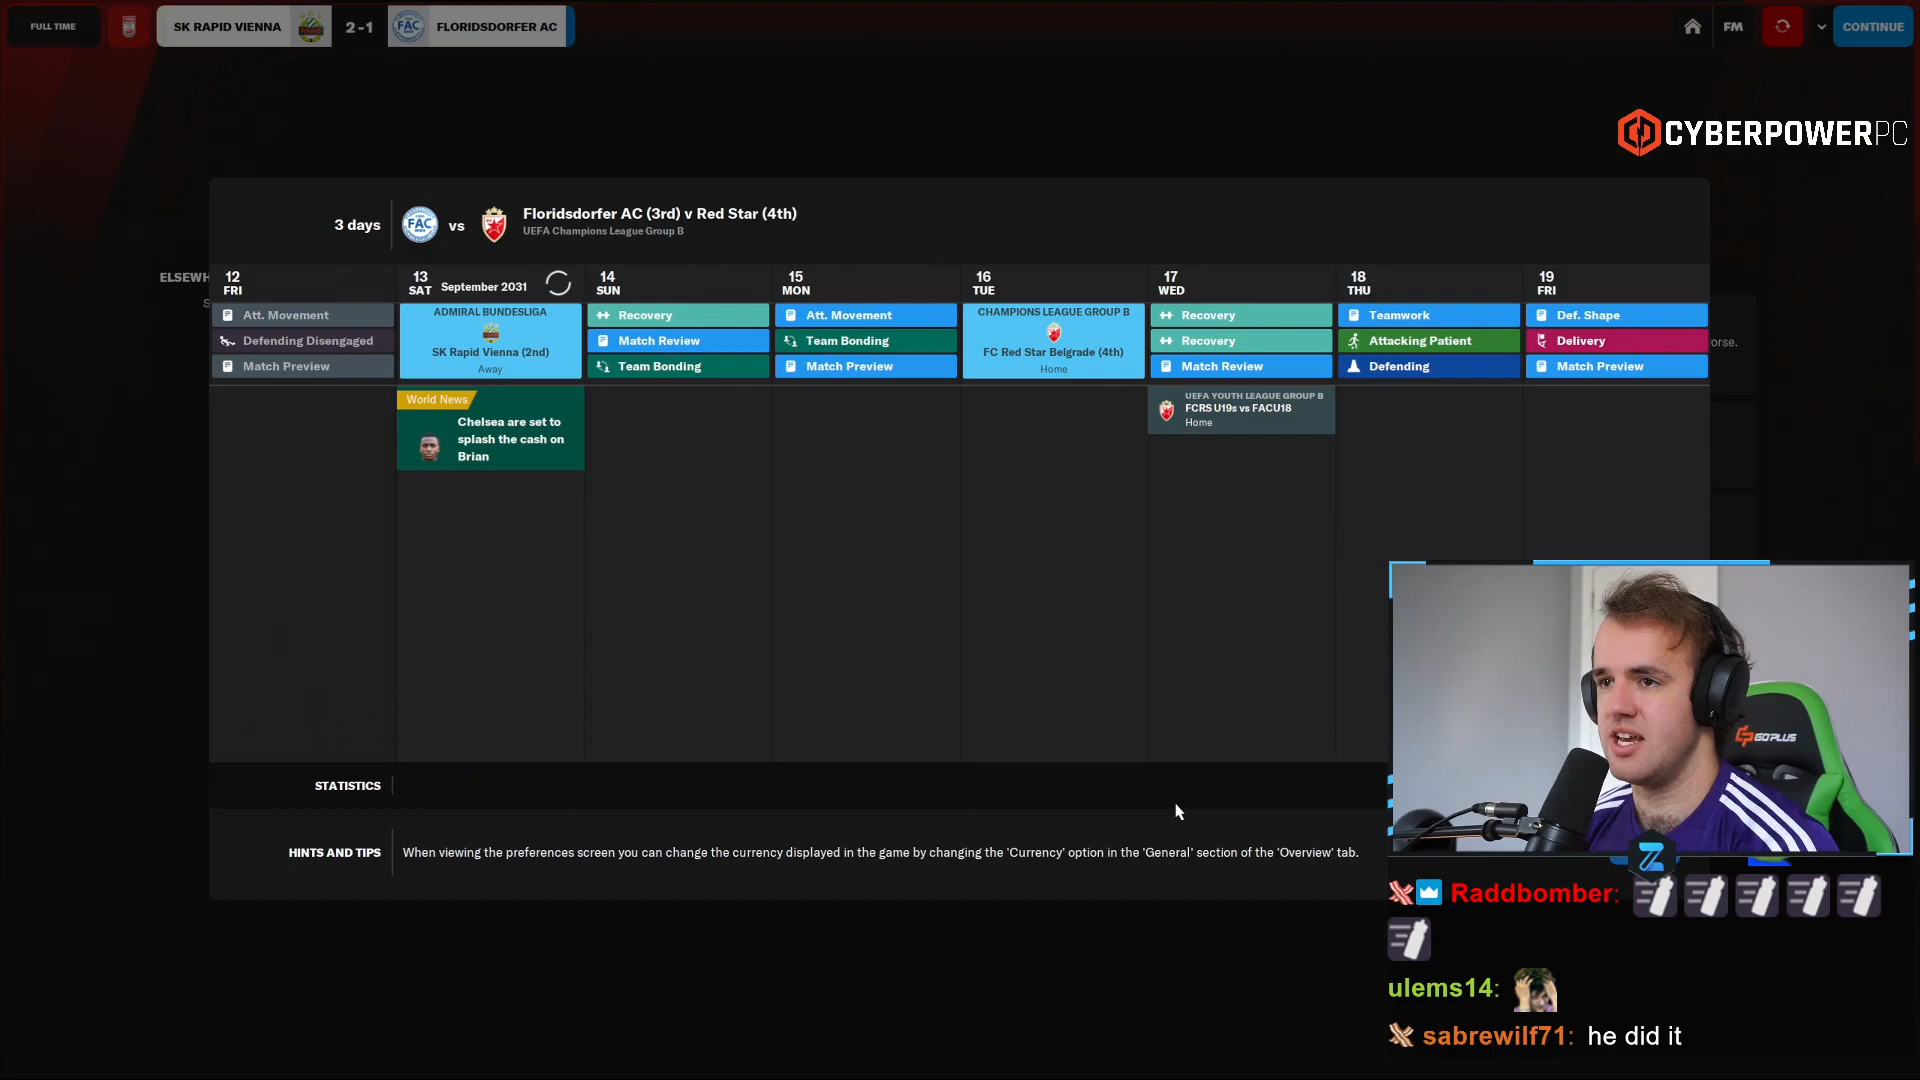 FULL TIME
SK RAPID VIENNA
2 - 1
FAC
FLORIDSDORFER AC
FM
CONTINUE
CYBERPOWERPC
3 days
FAC
vs
Floridsdorfer AC (3rd) v Red Star (4th)
UEFA Champions League Group B
ELSEWH
12
FRI
13
SAT
September 2031
14
SUN
15
MON
16
TUE
17
WED
18
THU
19
FRI
Att. Movement
Defending Disengaged
Match Preview
ADMIRAL BUNDESLIGA
SK Rapid Vienna (2nd)
Away
Recovery
Match Review
Team Bonding
Att. Movement
Team Bonding
Match Preview
CHAMPIONS LEAGUE GROUP B
FC Red Star Belgrade (4th)
Home
Recovery
Recovery
Match Review
Teamwork
Attacking Patient
Defending
Def. Shape
Delivery
Match Preview
orse.
World News
Chelsea are set to
splash the cash on
Brian
UEFA YOUTH LEAGUE GROUP B
FCRS U19s vs FACU18
Home
STATISTICS
HINTS AND TIPS
When viewing the preferences screen you can change the currency displayed in the game by changing the 'Currency' option in the 'General' section of the 'Overview' tab.
GOPLUS
Raddbomber:
ulems14:
sabrewilf71: he did it